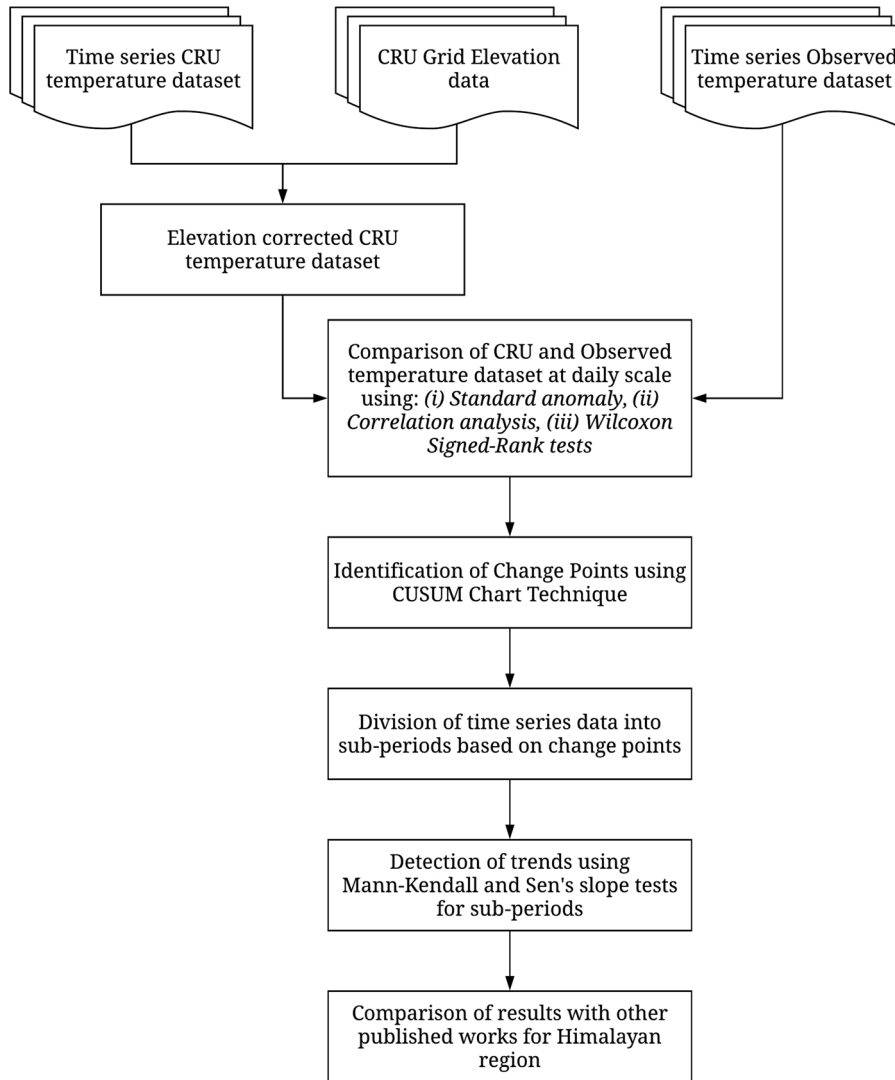 Time series CRU
temperature dataset
CRU Grid Elevation
data
Time series Observed
temperature dataset
Elevation corrected CRU
temperature dataset
Comparison of CRU and Observed
temperature dataset at daily scale
using: (i) Standard anomaly, (ii)
Correlation analysis, (iii) Wilcoxon
Signed-Rank tests
Identification of Change Points using
CUSUM Chart Technique
Division of time series data into
sub-periods based on change points
Detection of trends using
Mann-Kendall and Sen's slope tests
for sub-periods
Comparison of results with other
published works for Himalayan
region